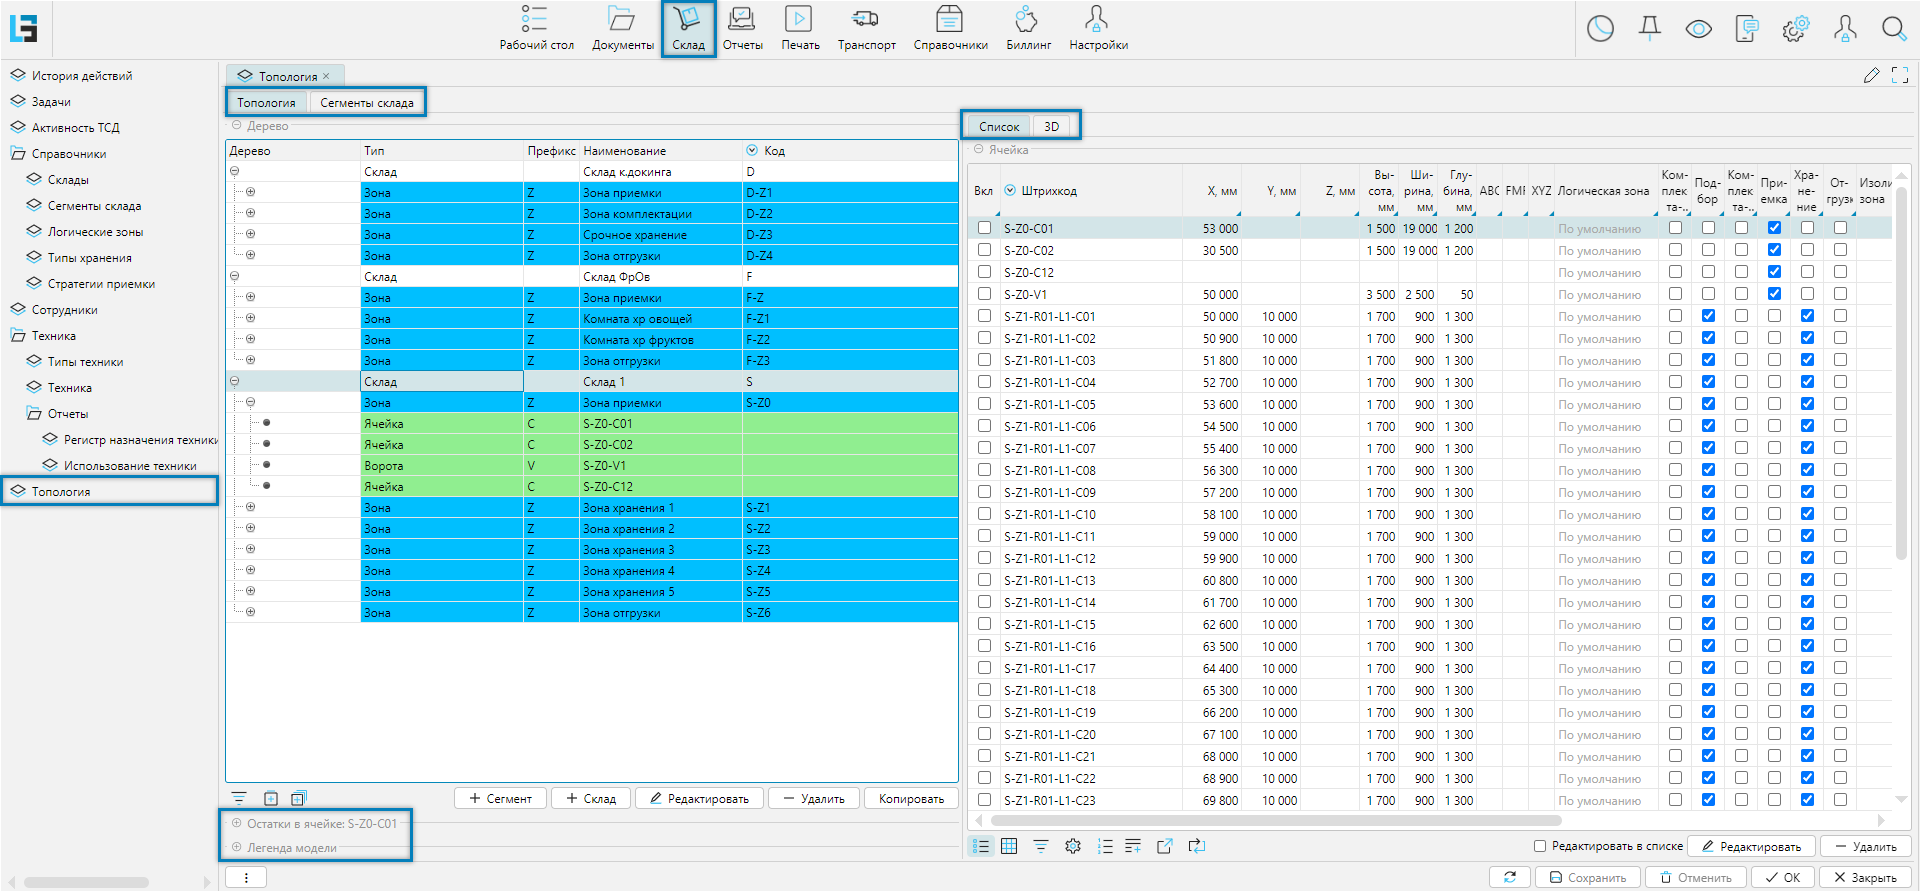 Рабочий стол Документы Склад Отчеты Печать Транспорт Справочники Биллинг Настройки
История действий
Задачи
Активность ТСД
Справочники
Склады
Сегменты склада
Логические зоны
Типы хранения
Стратегии приемки
Сотрудники
Техника
Типы техники
Техника
Отчеты
Регистр назначения техники
Использование техники
Топология
Топология ×
Топология Сегменты склада
Дерево
Дерево Тип Префикс Наименование Код
Склад Склад к.докинга D
Зона Z Зона приемки D-Z1
Зона Z Зона комплектации D-Z2
Зона Z Срочное хранение D-Z3
Зона Z Зона отгрузки D-Z4
Склад Склад ФрОв F
Зона Z Зона приемки F-Z
Зона Z Комната хр овощей F-Z1
Зона Z Комната хр фруктов F-Z2
Зона Z Зона отгрузки F-Z3
Склад Склад 1 S
Зона Z Зона приемки S-Z0
Ячейка C S-Z0-C01
Ячейка C S-Z0-C02
Ворота V S-Z0-V1
Ячейка C S-Z0-C12
Зона Z Зона хранения 1 S-Z1
Зона Z Зона хранения 2 S-Z2
Зона Z Зона хранения 3 S-Z3
Зона Z Зона хранения 4 S-Z4
Зона Z Зона хранения 5 S-Z5
Зона Z Зона отгрузки S-Z6
+ Сегмент + Склад Редактировать — Удалить Копировать
Остатки в ячейке: S-Z0-C01
Легенда модели
Список 3D
Ячейка
Вкл Штрихкод X, мм Y, мм Z, мм Вы-сота, мм Ши-рина, мм Глу-бина, мм ABC FMR XYZ Логическая зона Ком-плек та-.. Под-бор Ком-плек та-.. При-емка Хра-не-ние От-грузк Изоли зона
S-Z0-C01 53 000 1 500 19 000 1 200 По умолчанию
S-Z0-C02 30 500 1 500 19 000 1 200 По умолчанию
S-Z0-C12 По умолчанию
S-Z0-V1 50 000 3 500 2 500 50 По умолчанию
S-Z1-R01-L1-C01 50 000 10 000 1 700 900 1 300 По умолчанию
S-Z1-R01-L1-C02 50 900 10 000 1 700 900 1 300 По умолчанию
S-Z1-R01-L1-C03 51 800 10 000 1 700 900 1 300 По умолчанию
S-Z1-R01-L1-C04 52 700 10 000 1 700 900 1 300 По умолчанию
S-Z1-R01-L1-C05 53 600 10 000 1 700 900 1 300 По умолчанию
S-Z1-R01-L1-C06 54 500 10 000 1 700 900 1 300 По умолчанию
S-Z1-R01-L1-C07 55 400 10 000 1 700 900 1 300 По умолчанию
S-Z1-R01-L1-C08 56 300 10 000 1 700 900 1 300 По умолчанию
S-Z1-R01-L1-C09 57 200 10 000 1 700 900 1 300 По умолчанию
S-Z1-R01-L1-C10 58 100 10 000 1 700 900 1 300 По умолчанию
S-Z1-R01-L1-C11 59 000 10 000 1 700 900 1 300 По умолчанию
S-Z1-R01-L1-C12 59 900 10 000 1 700 900 1 300 По умолчанию
S-Z1-R01-L1-C13 60 800 10 000 1 700 900 1 300 По умолчанию
S-Z1-R01-L1-C14 61 700 10 000 1 700 900 1 300 По умолчанию
S-Z1-R01-L1-C15 62 600 10 000 1 700 900 1 300 По умолчанию
S-Z1-R01-L1-C16 63 500 10 000 1 700 900 1 300 По умолчанию
S-Z1-R01-L1-C17 64 400 10 000 1 700 900 1 300 По умолчанию
S-Z1-R01-L1-C18 65 300 10 000 1 700 900 1 300 По умолчанию
S-Z1-R01-L1-C19 66 200 10 000 1 700 900 1 300 По умолчанию
S-Z1-R01-L1-C20 67 100 10 000 1 700 900 1 300 По умолчанию
S-Z1-R01-L1-C21 68 000 10 000 1 700 900 1 300 По умолчанию
S-Z1-R01-L1-C22 68 900 10 000 1 700 900 1 300 По умолчанию
S-Z1-R01-L1-C23 69 800 10 000 1 700 900 1 300 По умолчанию
Редактировать в списке Редактировать — Удалить
Сохранить Отменить OK Закрыть